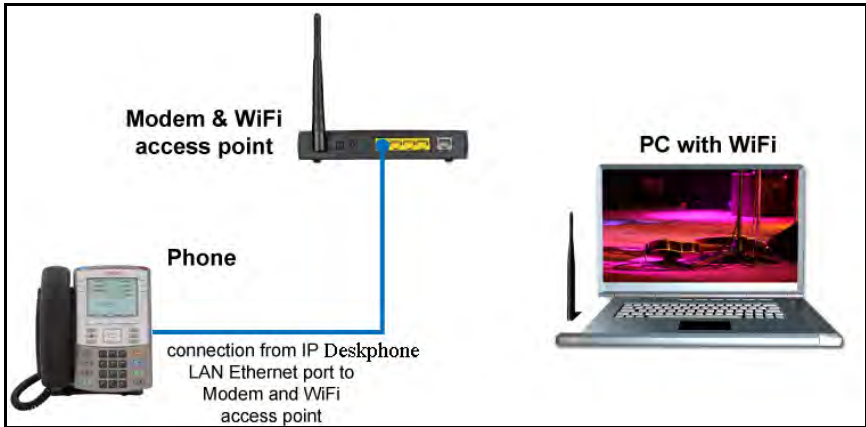 Modem & WiFi
access point
PC with WiFi
Phone
connection from IP Deskphone
LAN Ethernet port to
Modem and WiFi
access point